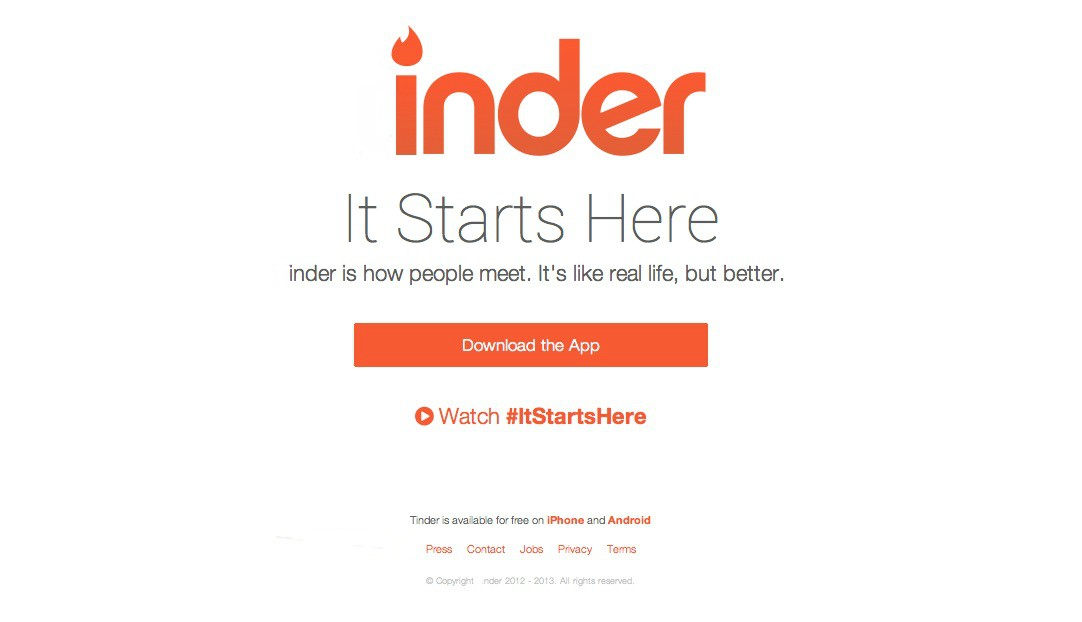 inder
It Starts Here
inder is how people meet. It's like real life, but better.
Download the App
Watch #ItStartsHere
Tinder is available for free on iPhone and Android
Press Contact Jobs Privacy Terms
© Copyright nder 2012 - 2013. All rights reserved.